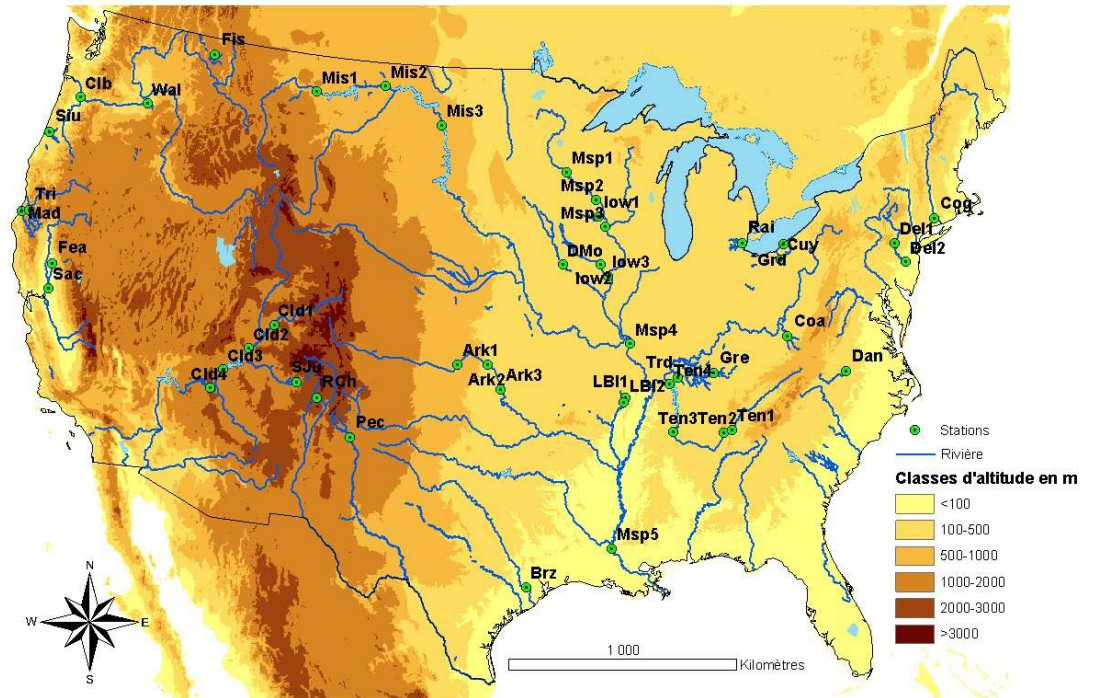 Fis
Clb
Wal
Mis1
Mis2
Mis3
Siu
Msp1
Msp2
Iow1
Msp3
Tri
Mad
Coo
Rai
Cuy
Grd
Del1
Del2
Fea
Sac
DMo
Iow3
Iow2
Cld1
Cld2
Cld3
Cld4
SJu
RCh
Pec
Ark1
Ark2
Ark3
Msp4
Coa
Trd
Ten4
Gre
Dan
LBl1
LBl2
Ten3
Ten2
Ten1
Msp5
Brz
Stations
Rivière
Classes d'altitude en m
<100
100-500
500-1000
1000-2000
2000-3000
>3000
N
W
E
S
1 000
Kilomètres